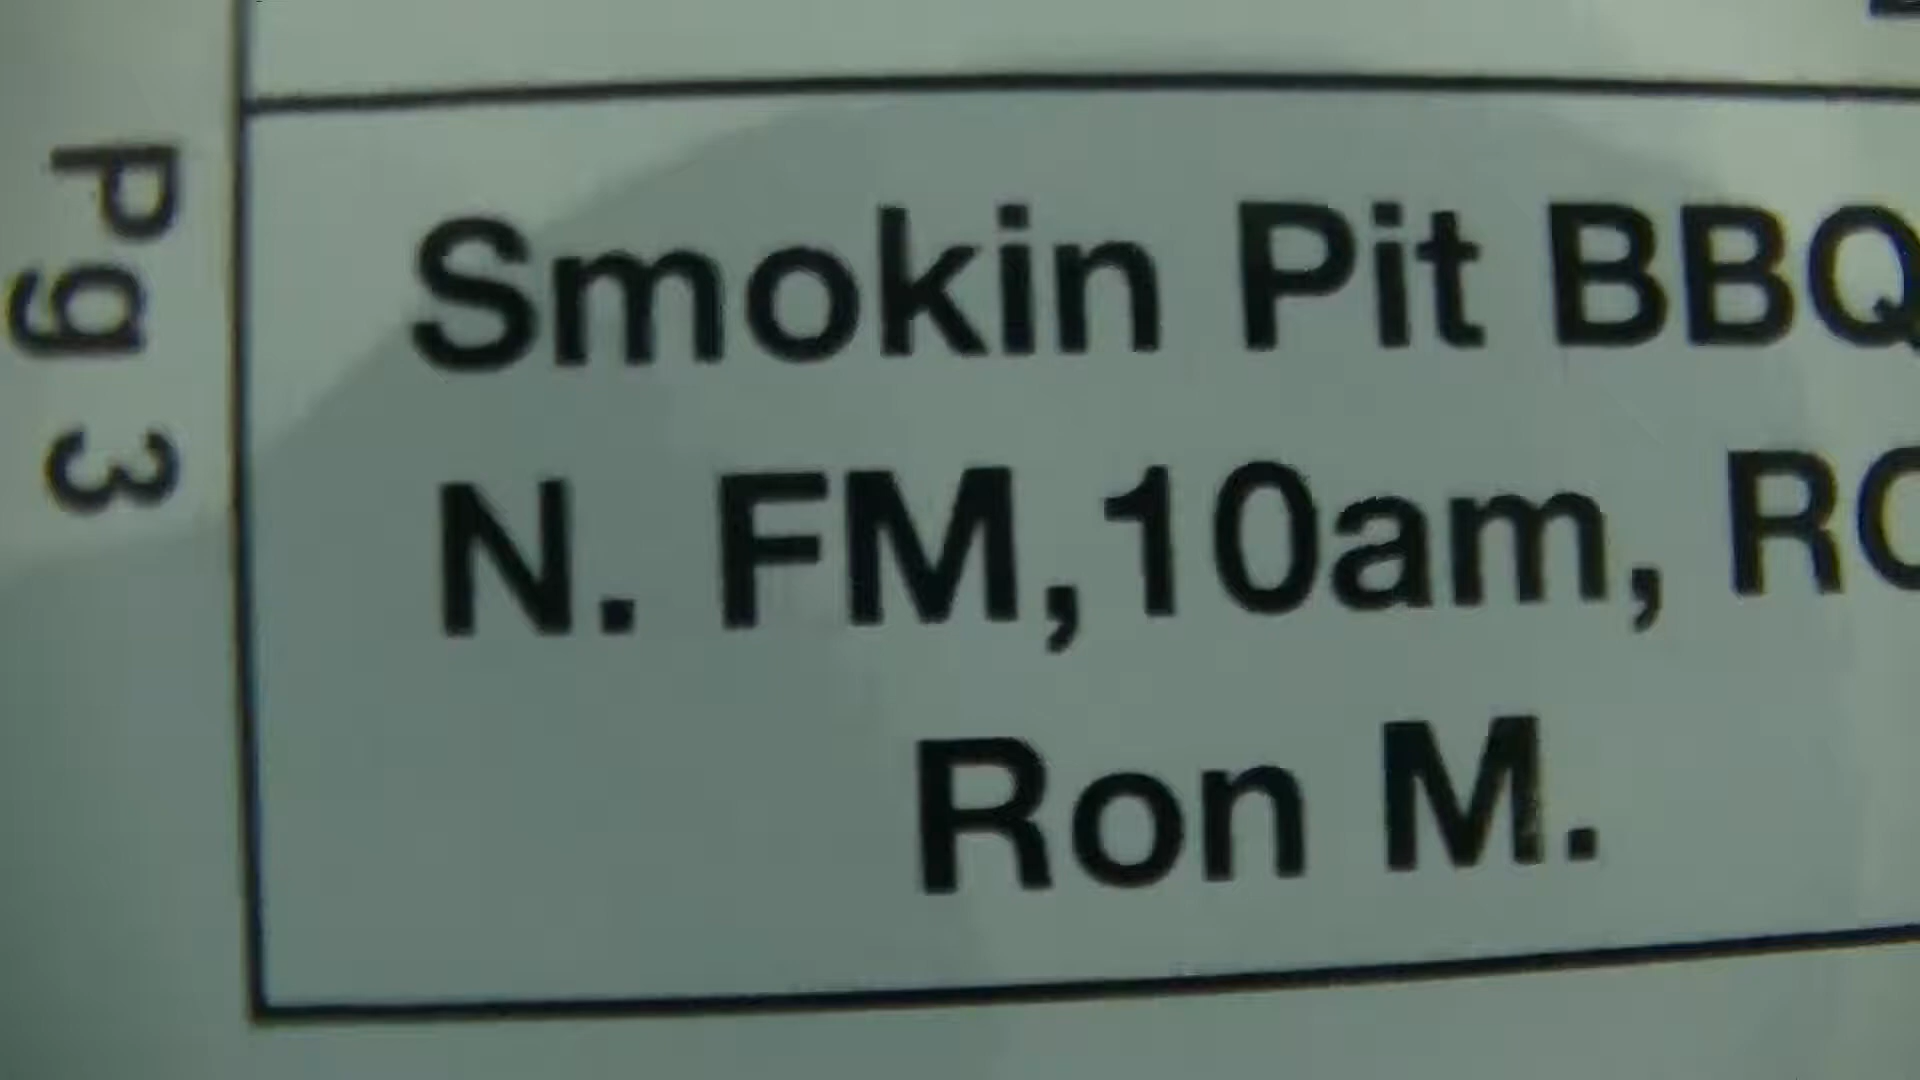 Pg 3
Smokin Pit BBQ
N. FM,10am,
Ron M.